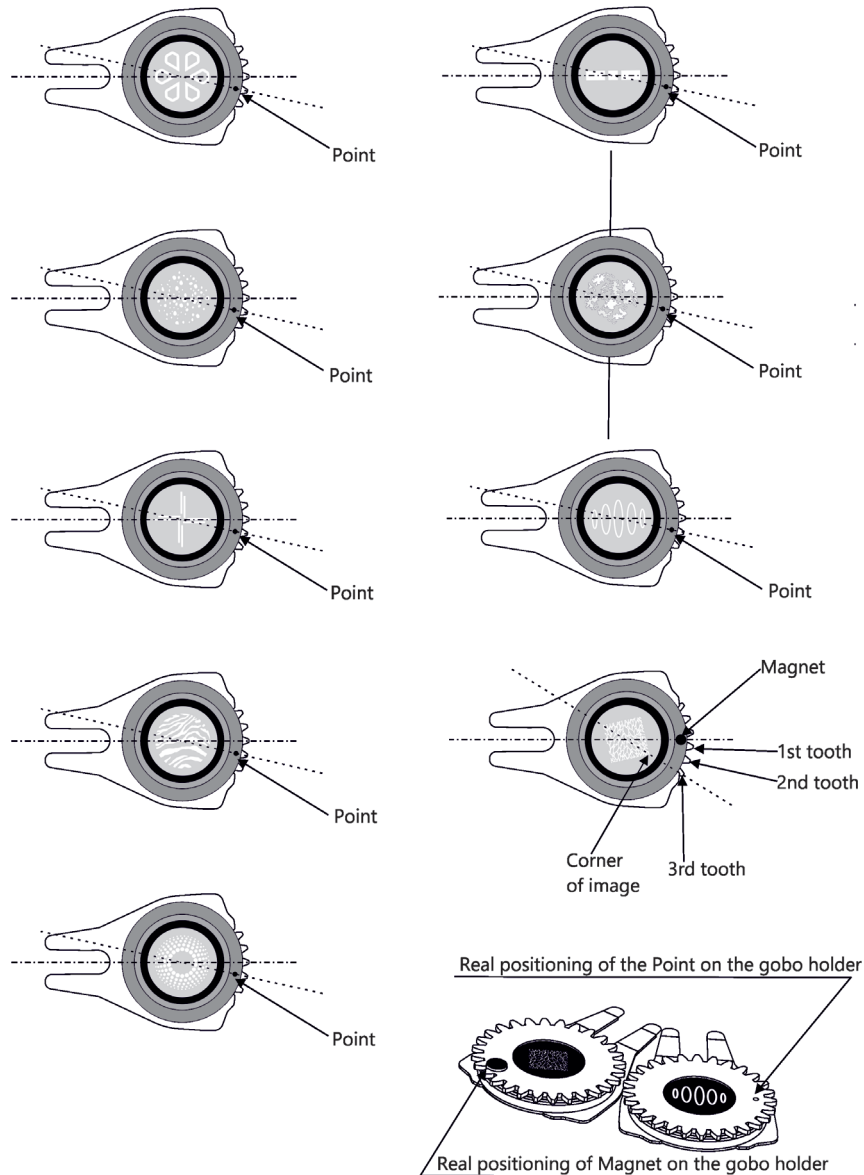 Point
Point
Point
Point
Point
Point
Magnet
1st tooth
2nd tooth
Point
Corner
of image
3rd tooth
Real positioning of the Point on the gobo holder
Point
Real positioning of Magnet on the gobo holder